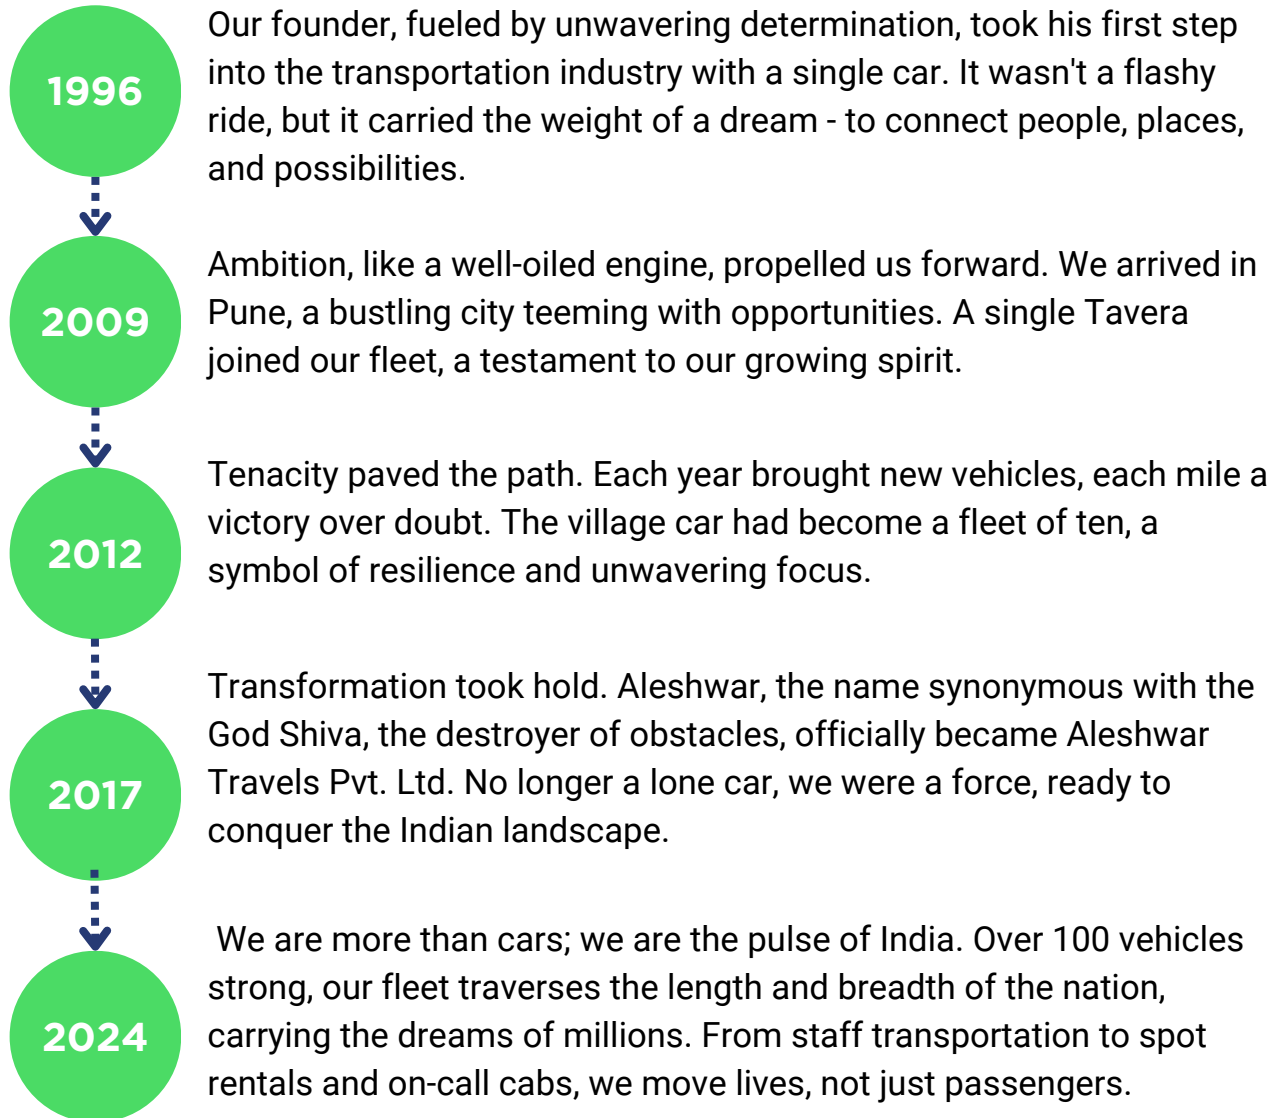 1996
Our founder, fueled by unwavering determination, took his first step
into the transportation industry with a single car. It wasn't a flashy
ride, but it carried the weight of a dream - to connect people, places,
and possibilities.
2009
Ambition, like a well-oiled engine, propelled us forward. We arrived in
Pune, a bustling city teeming with opportunities. A single Tavera
joined our fleet, a testament to our growing spirit.
2012
Tenacity paved the path. Each year brought new vehicles, each mile a
victory over doubt. The village car had become a fleet of ten, a
symbol of resilience and unwavering focus.
2017
Transformation took hold. Aleshwar, the name synonymous with the
God Shiva, the destroyer of obstacles, officially became Aleshwar
Travels Pvt. Ltd. No longer a lone car, we were a force, ready to
conquer the Indian landscape.
2024
We are more than cars; we are the pulse of India. Over 100 vehicles
strong, our fleet traverses the length and breadth of the nation,
carrying the dreams of millions. From staff transportation to spot
rentals and on-call cabs, we move lives, not just passengers.